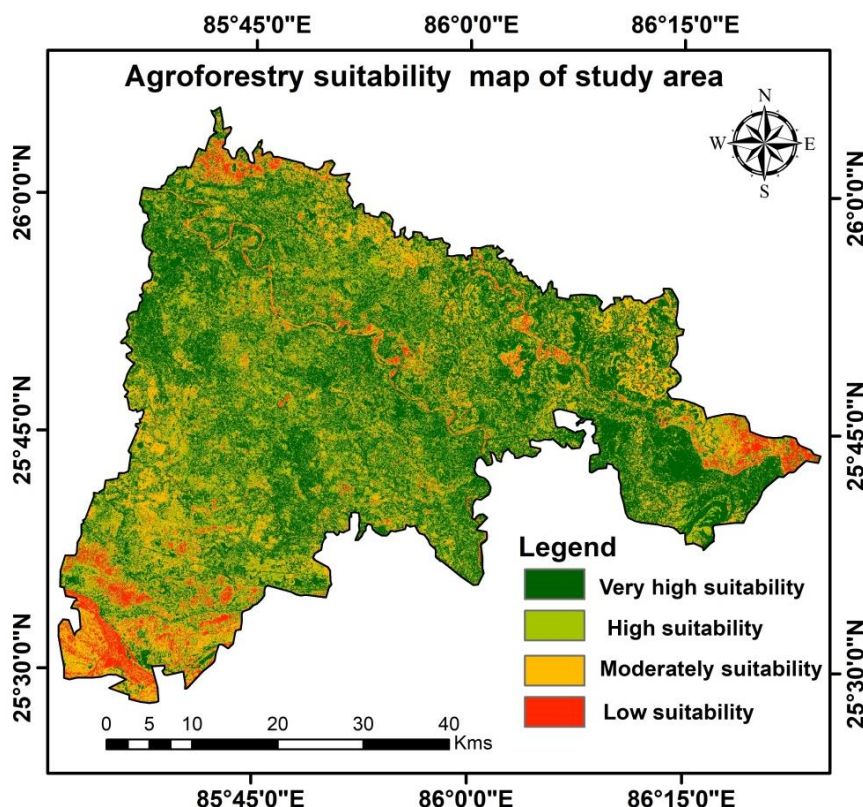 85°45'0"E 86°0'0"E 86°15'0"E
Agroforestry suitability map of study area
N
W E
S
26°0'0"N 26°0'0"N
25°45'0"N 25°45'0"N
Legend
Very high suitability
High suitability
Moderately suitability
Low suitability
25°30'0"N 25°30'0"N
0 5 10 20 30 40
Kms
85°45'0"E 86°0'0"E 86°15'0"E